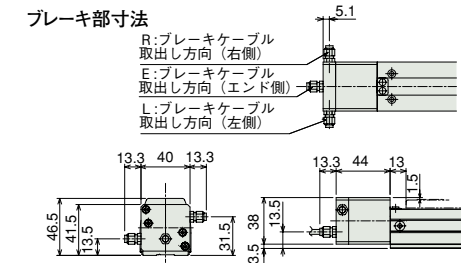 ブレーキ部寸法
5.1
R：ブレーキケーブル
取出し方向（右側）
E：ブレーキケーブル
取出し方向（エンド側）
L：ブレーキケーブル
取出し方向（左側）
13.3 40 13.3
46.5
41.5
13.5
31.5
13.3 44 13
1.5
38
13.5
3.5